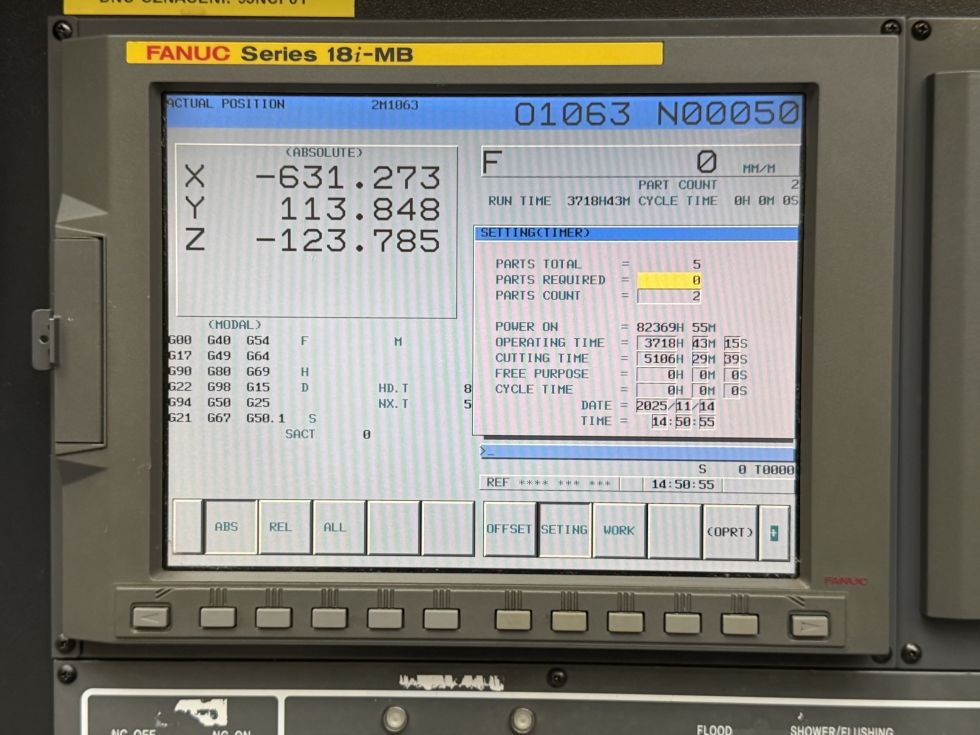 FANUC Series 18i-MB
ACTUAL POSITION 2M1063 O1063 N00050
(ABSOLUTE)
X -631.273
Y 113.848
Z -123.785
F 0 MM/M
PART COUNT 2
RUN TIME 3718H43M CYCLE TIME 0H 0M 0S
SETTING(TIMER)
PARTS TOTAL = 5
PARTS REQUIRED = 0
PARTS COUNT = 2
POWER ON = 82369H 55M
OPERATING TIME = 3718H 43M 15S
CUTTING TIME = 5106H 29M 39S
FREE PURPOSE = 0H 0M 0S
CYCLE TIME = 0H 0M 0S
DATE = 2025/11/14
TIME = 14:50:55
(MODAL)
G00 G40 G54 F M
G17 G49 G64
G90 G80 G69 H
G22 G98 G15 D HD.T 8
G94 G50 G25 NX.T 5
G21 G67 G50.1 S
SACT 0
>_
S 0 T0000
REF **** *** *** 14:50:55
ABS REL ALL
OFFSET SETING WORK (OPRT) +
FANUC
NC OFF NC ON
FLOOD SHOWER/FLUSHING